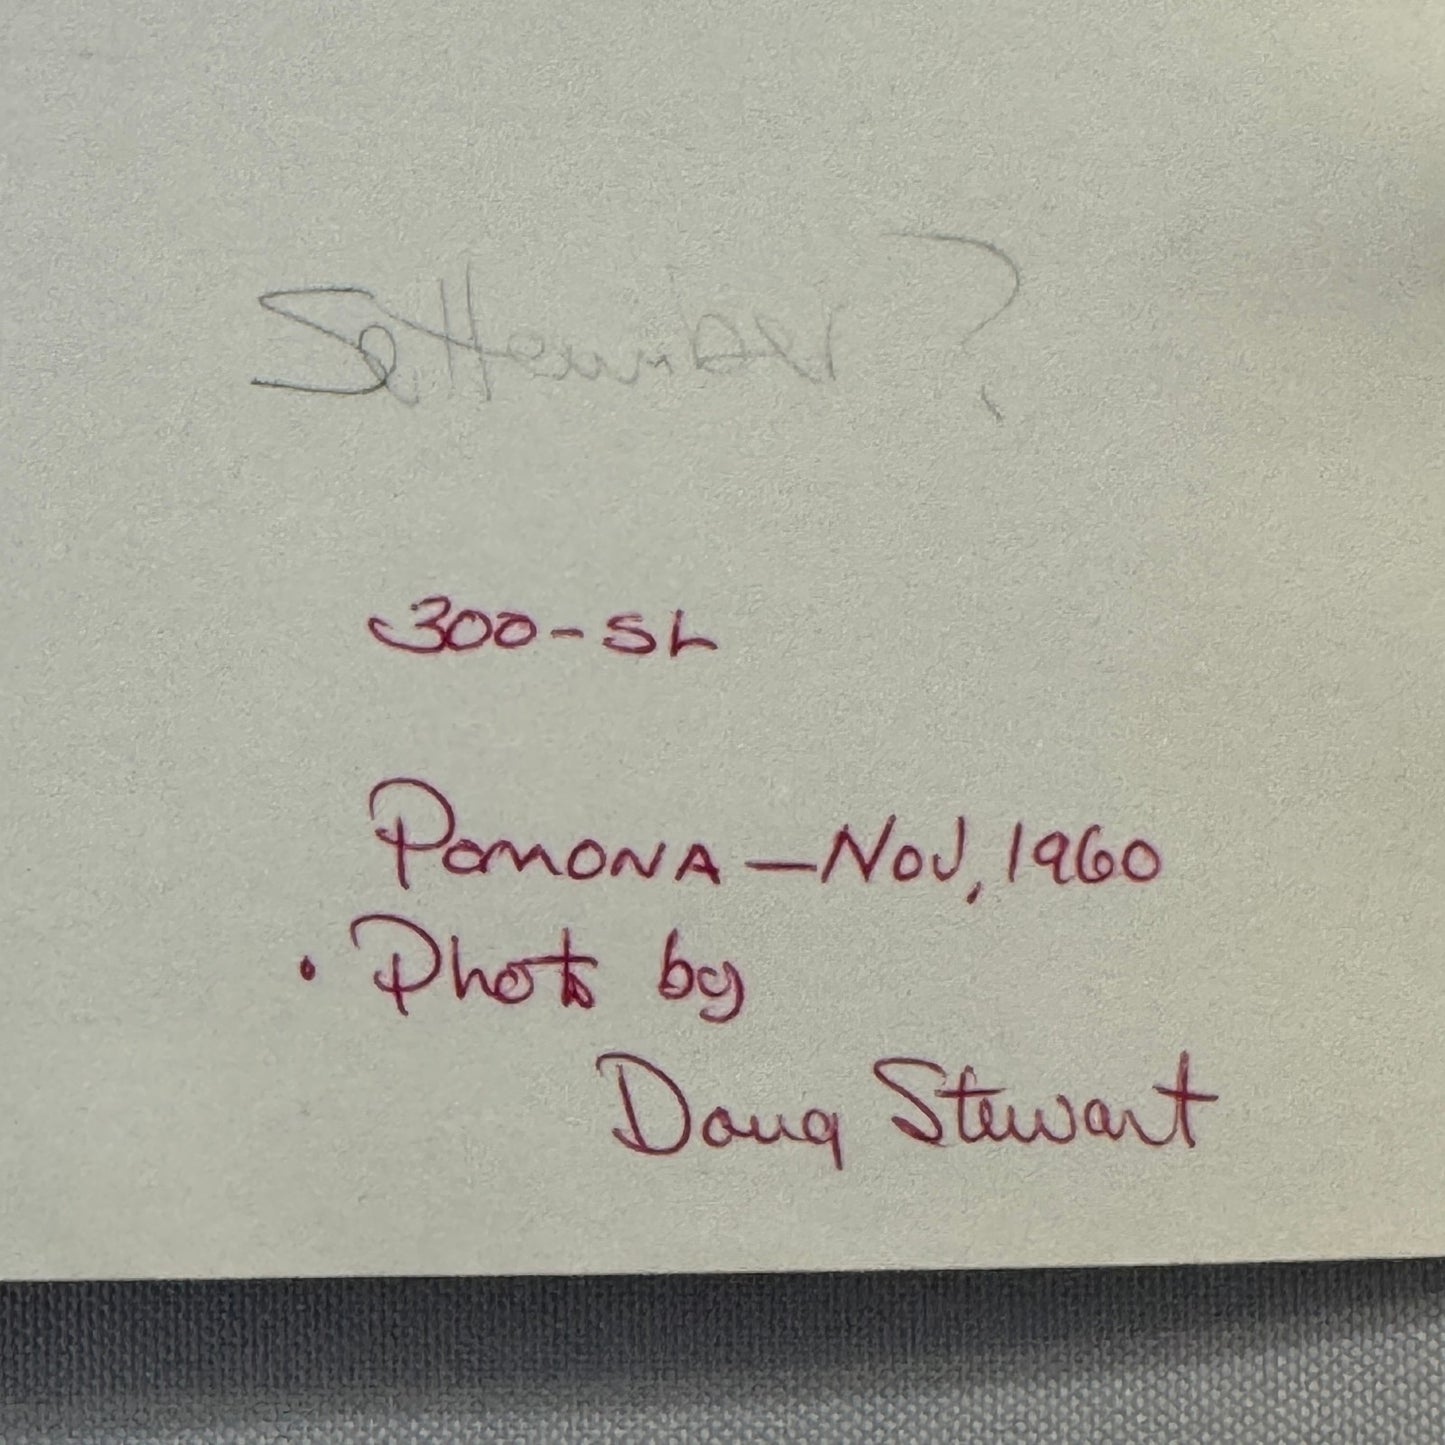 ?
300-SL
POMONA — NOV, 1960
. Photo by
Doug Stewart